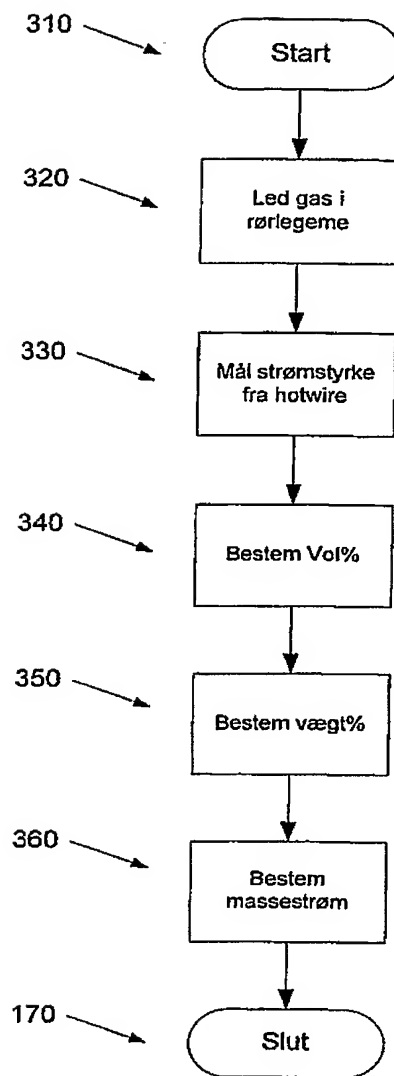 310
Start
320
Led gas i
rørlegeme
330
Mål strømstyrke
fra hotwire
340
Bestem Vol%
350
Bestem vægt%
360
Bestem
massestrøm
170
Slut